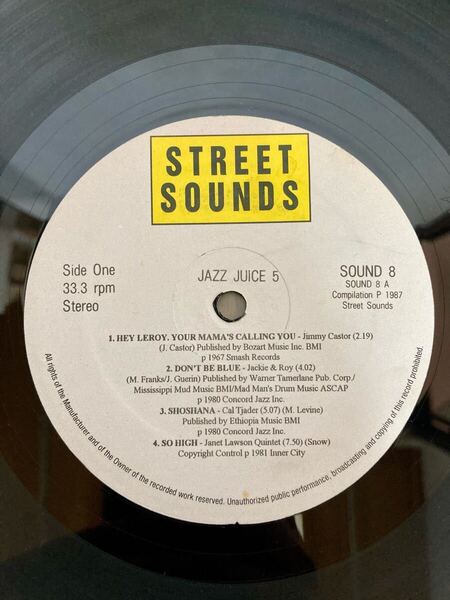 STREET
SOUNDS
JAZZ JUICE 5
Side One
33.3 rpm
Stereo
SOUND 8
SOUND 8 A
Compilation P 1987
Street Sounds
1. HEY LEROY. YOUR MAMA'S CALLING YOU - Jimmy Castor (2.19)
(J. Castor) Published by Bozart Music Inc. BMI
p 1967 Smash Records
2. DON'T BE BLUE - Jackie & Roy (4.02)
(M. Franks/J. Guerin) Published by Warner Tamerlane Pub. Corp./
Mississippi Mud Music BMI/Mad Man's Drum Music ASCAP
p 1980 Concord Jazz Inc.
3. SHOSHANA - Cal Tjader (5.07) (M. Levine)
Published by Ethiopia Music BMI
p 1980 Concord Jazz Inc.
4. SO HIGH - Janet Lawson Quintet (7.50) (Snow)
Copyright Control p 1981 Inner City
All rights of the Manufacturer and of the Owner of the recorded work reserved. Unauthorized public performance, broadcasting and copying of this record prohibited.